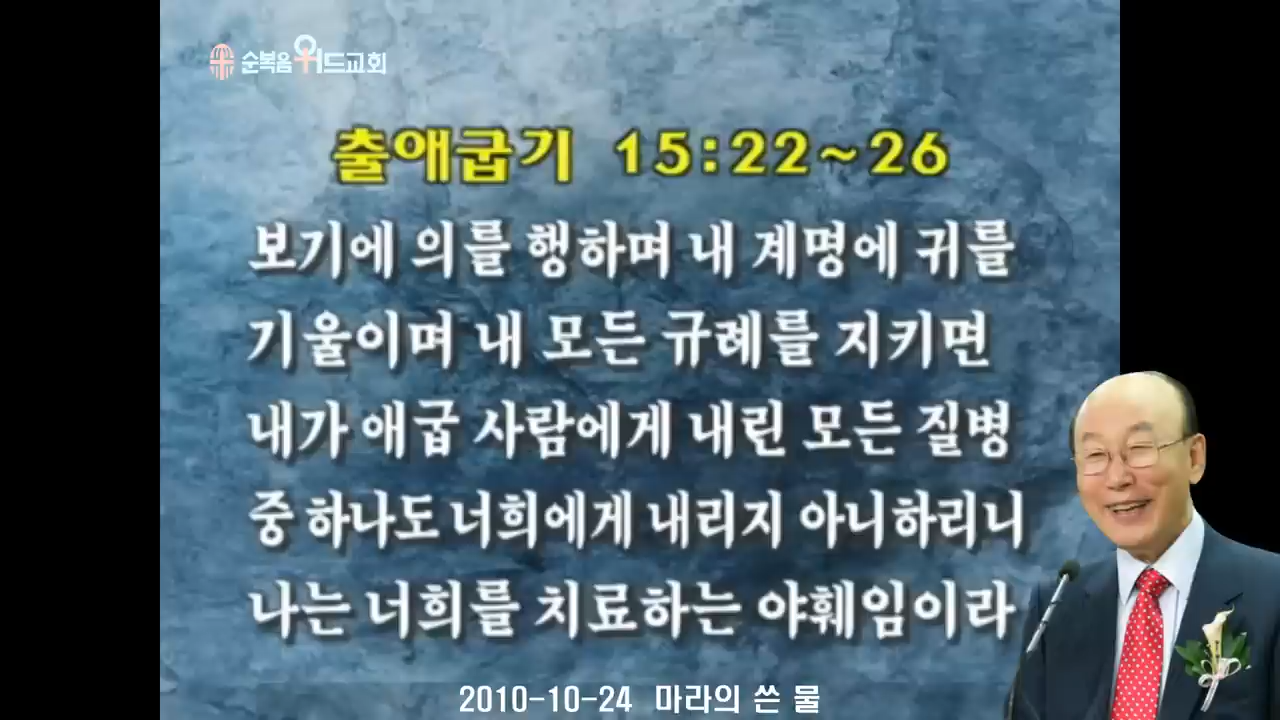 순복음위드교회
출애굽기 15:22~26
보기에 의를 행하며 내 계명에 귀를
기울이며 내 모든 규례를 지키면
내가 애굽 사람에게 내린 모든 질병
중 하나도 너희에게 내리지 아니하리니
나는 너희를 치료하는 야훼임이라
2010-10-24 마라의 쓴 물